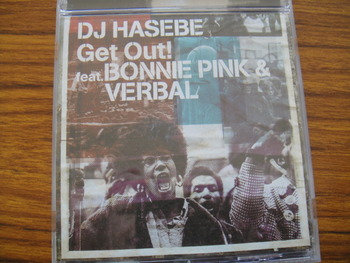 DJ HASEBE
Get Out!
feat. BONNIE PINK &
VERBAL